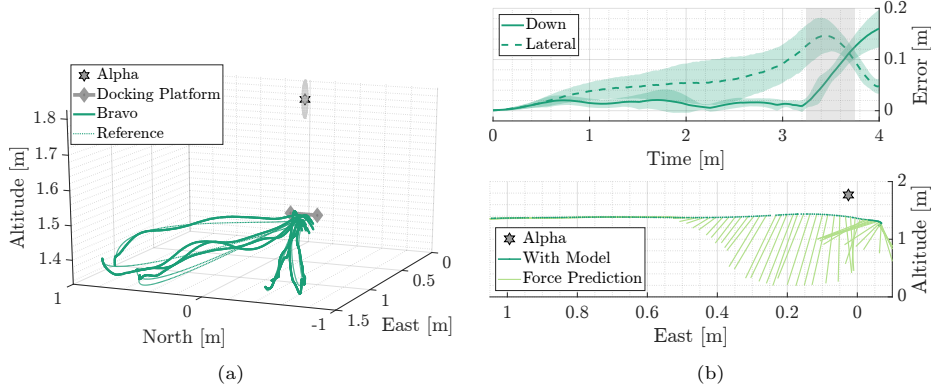 Alpha
Docking Platform
Bravo
Reference
1.8
1.7
1.6
1.5
1.4
Altitude [m]
1
0
-1
North [m]
0
0.5
1
1.5
East [m]
(a)
Down
Lateral
0.2
0.1
0
Error [m]
0
1
2
3
4
Time [m]
Alpha
With Model
Force Prediction
2
1
0
Altitude [m]
1
0.8
0.6
0.4
0.2
0
East [m]
(b)